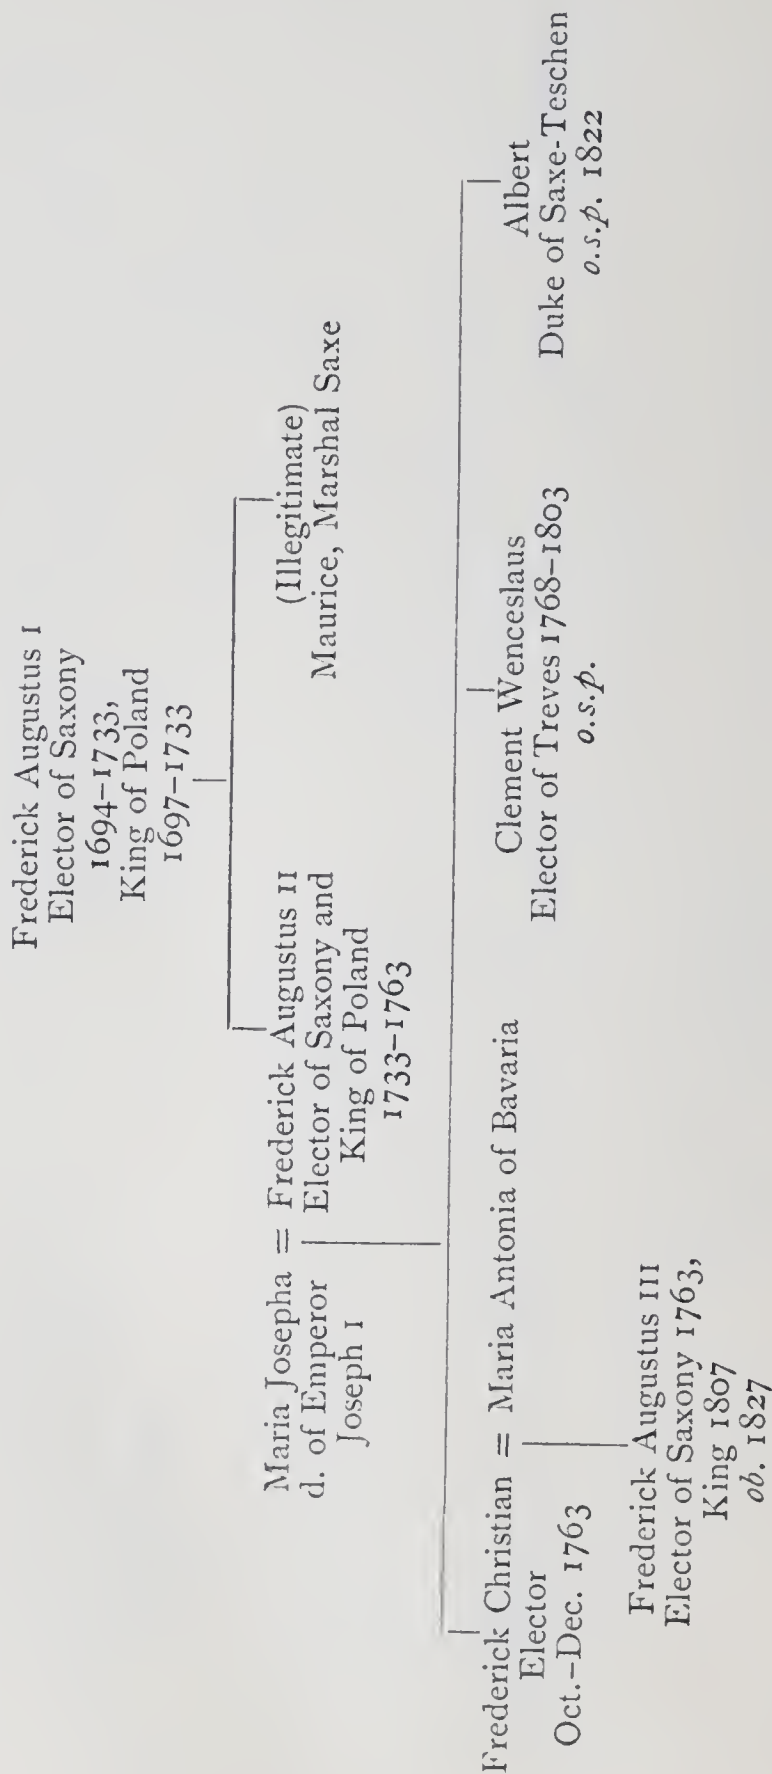 Frederick Augustus I
Elector of Saxony
1694–1733,
King of Poland
1697–1733
Maria Josepha = Frederick Augustus II
d. of Emperor
Joseph I
Elector of Saxony and
King of Poland
1733–1763
(Illegitimate)
Maurice, Marshal Saxe
Frederick Christian = Maria Antonia of Bavaria
Elector
Oct.–Dec. 1763
Clement Wenceslaus
Elector of Treves 1768–1803
o.s.p.
Albert
Duke of Saxe-Teschen
o.s.p. 1822
Frederick Augustus III
Elector of Saxony 1763,
King 1807
ob. 1827